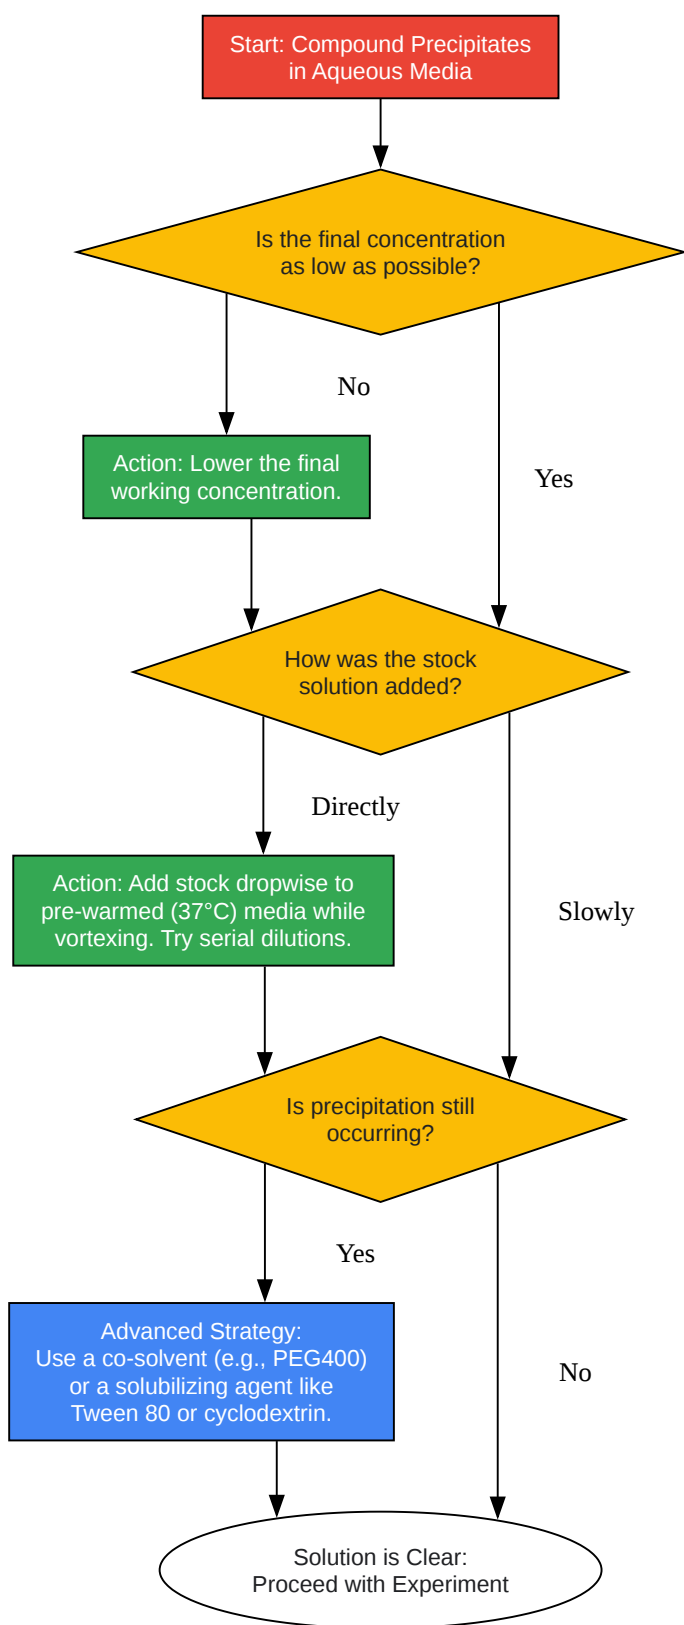 Start: Compound Precipitates
in Aqueous Media
Is the final concentration
as low as possible?
No
Action: Lower the final
working concentration.
Yes
How was the stock
solution added?
Directly
Action: Add stock dropwise to
pre-warmed (37°C) media while
vortexing. Try serial dilutions.
Slowly
Is precipitation still
occurring?
Yes
Advanced Strategy:
Use a co-solvent (e.g., PEG400)
or a solubilizing agent like
Tween 80 or cyclodextrin.
No
Solution is Clear:
Proceed with Experiment